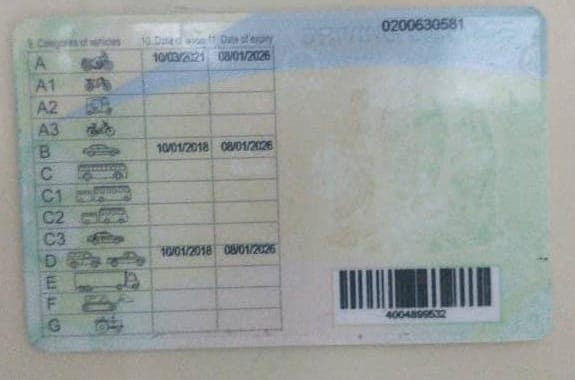 0200630581
9. Categories of vehicles 10. Date of issue 11. Date of expiry
A 10/03/2021 08/01/2026
A1
A2
A3
B 10/01/2018 08/01/2026
C
C1
C2
C3
D 10/01/2018 08/01/2026
E
F
G
4004899532